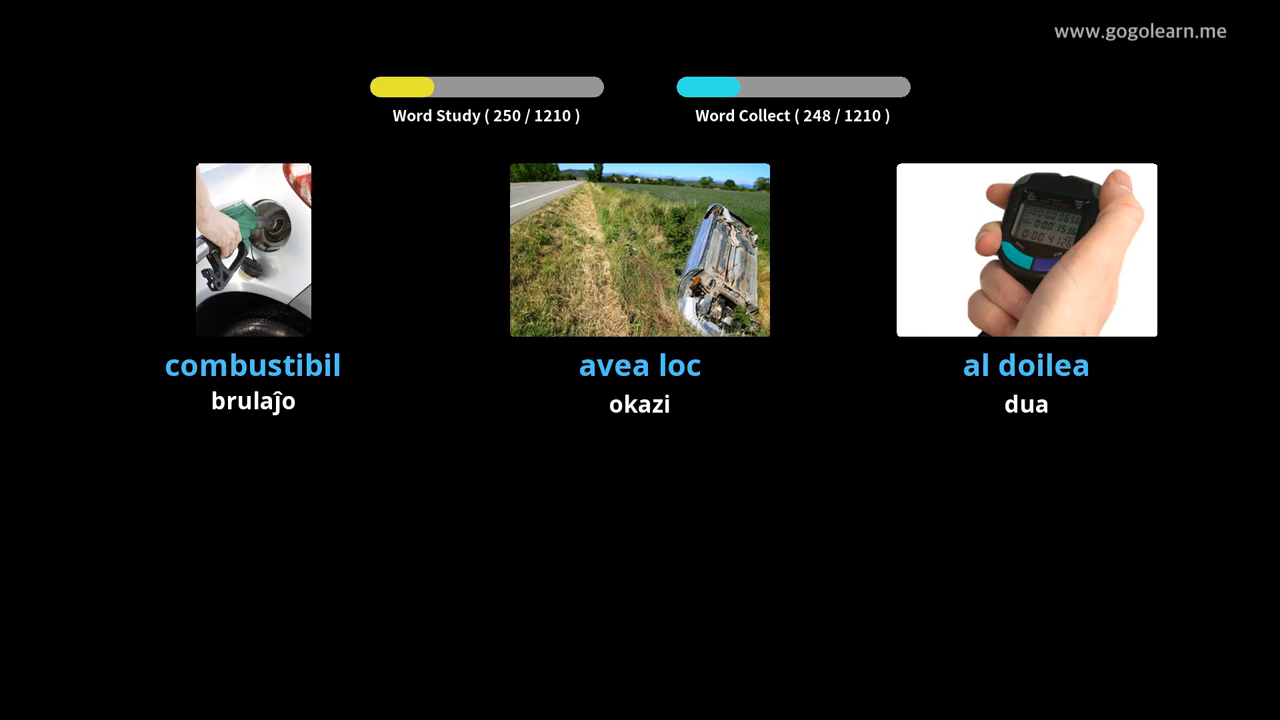 www.gogolearn.me
Word Study ( 250 / 1210 )
Word Collect ( 248 / 1210 )
combustibil
brulaĵo
avea loc
okazi
al doilea
dua